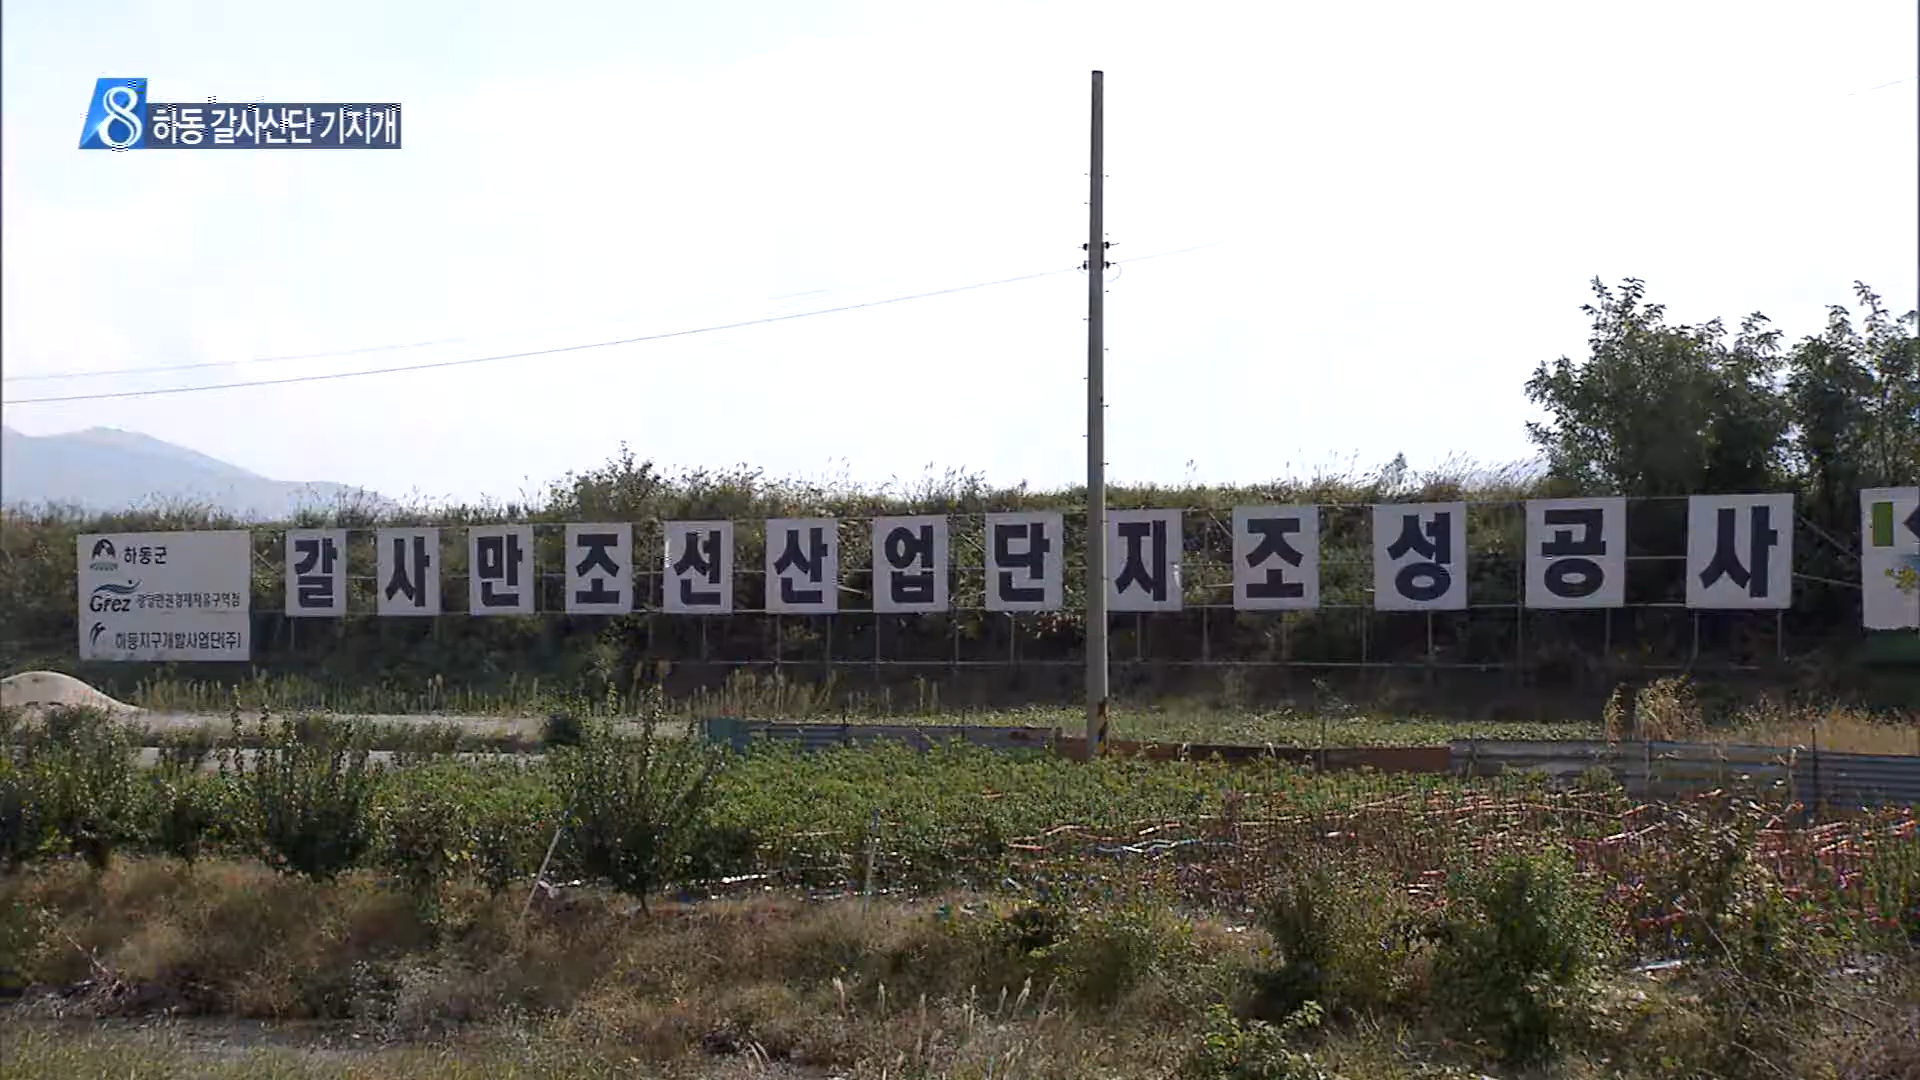 8 하동 갈사산단 기지개
하동군
Gfez 광양만권경제자유구역청
하동지구개발사업단(주)
갈사만조선산업단지조성공사